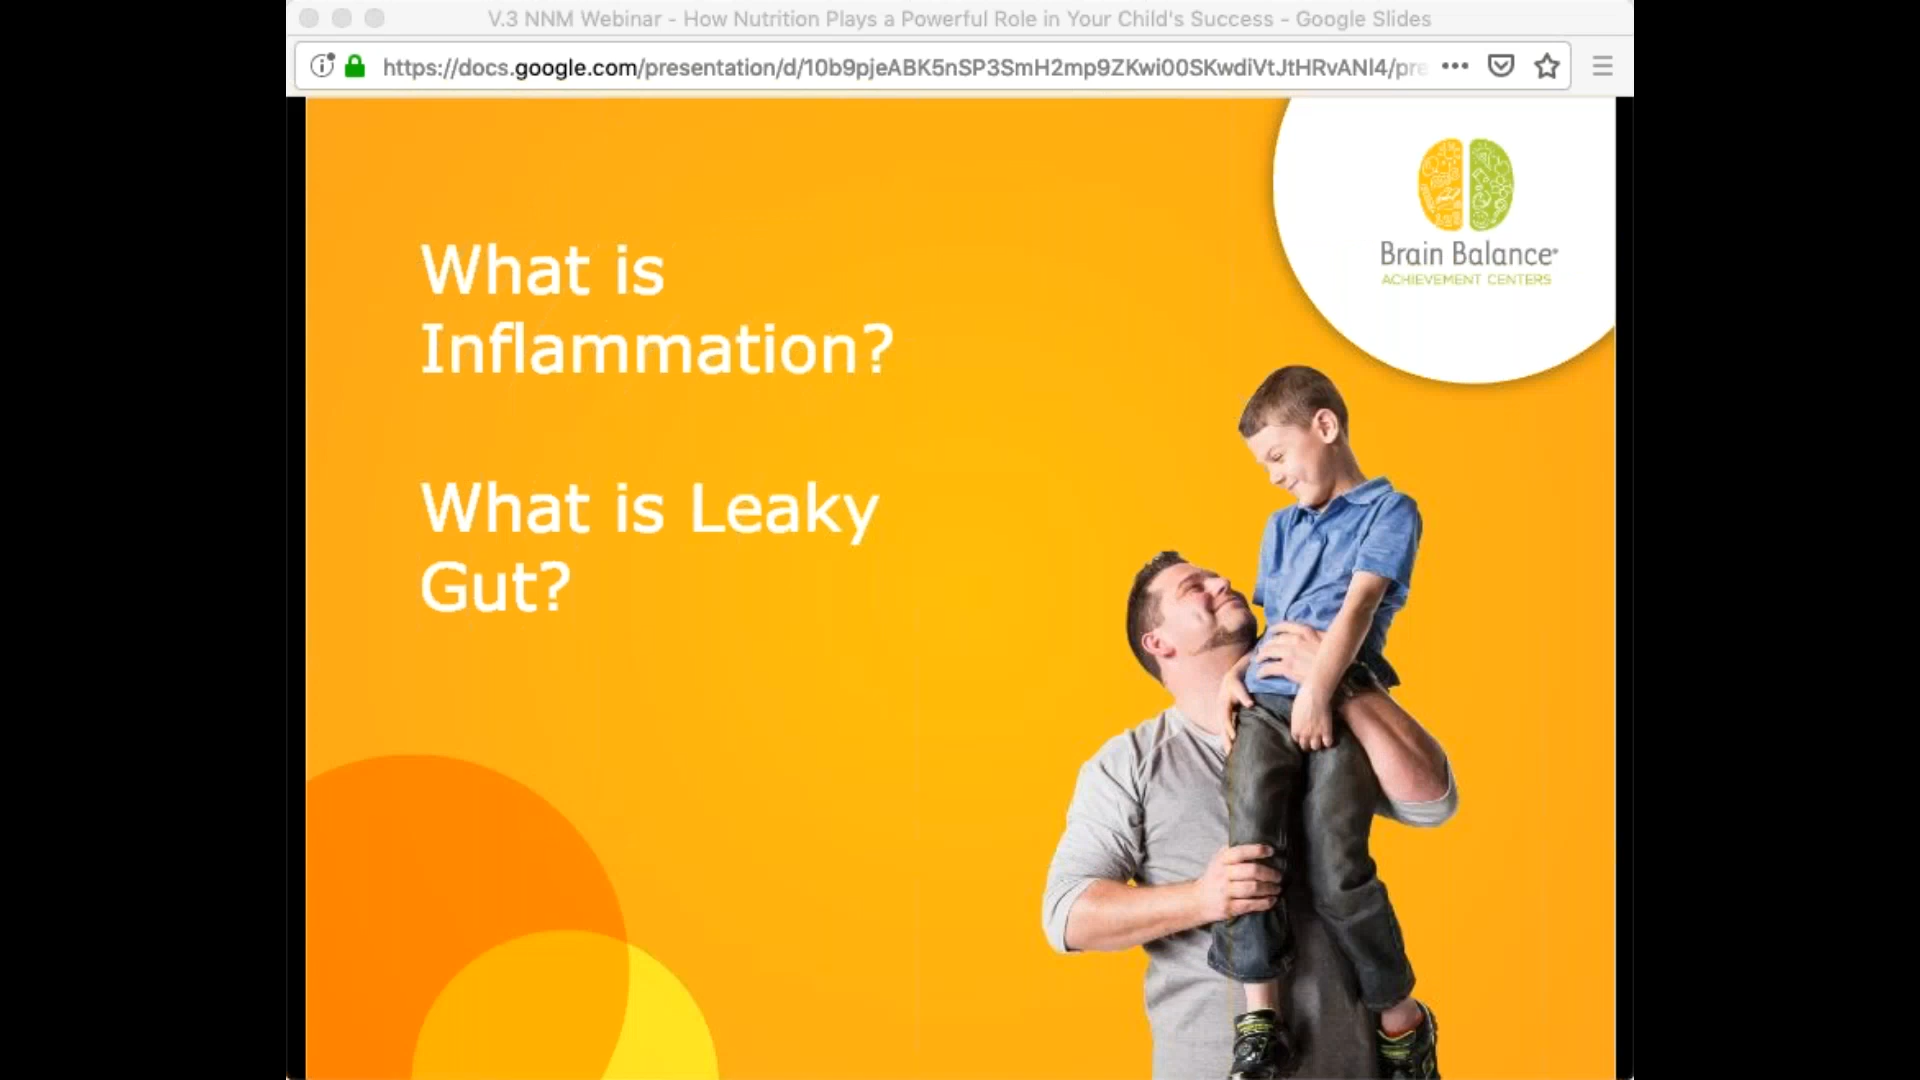 V.3 NNM Webinar - How Nutrition Plays a Powerful Role in Your Child's Success - Google Slides
https://docs.google.com/presentation/d/10b9pjeABK5nSP3SmH2mp9ZKwi00SKwdiVtJtHRvANI4/pre
Brain Balance®
ACHIEVEMENT CENTERS
What is
Inflammation?
What is Leaky
Gut?